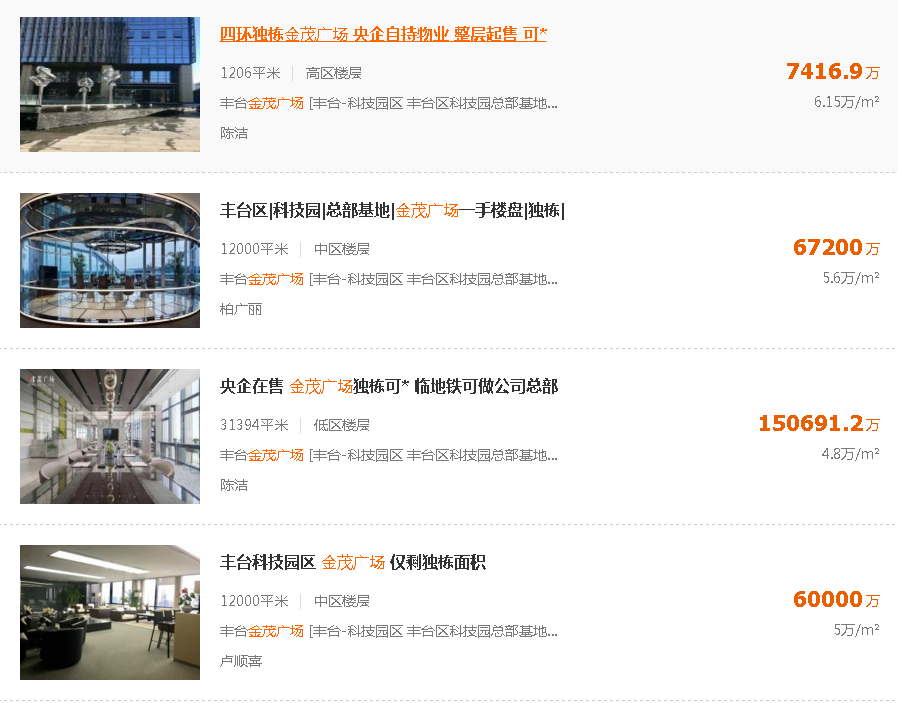 四环独栋金茂广场 央企自持物业 整层起售 可*
1206平米 | 高区楼层
7416.9万
丰台金茂广场 [丰台-科技园区 丰台区科技园总部基地...
6.15万/m²
陈洁
丰台区|科技园|总部基地|金茂广场一手楼盘|独栋|
12000平米 | 中区楼层
67200万
丰台金茂广场 [丰台-科技园区 丰台区科技园总部基地...
5.6万/m²
柏广丽
金茂广场
央企在售 金茂广场独栋可* 临地铁可做公司总部
31394平米 | 低区楼层
150691.2万
丰台金茂广场 [丰台-科技园区 丰台区科技园总部基地...
4.8万/m²
陈洁
丰台科技园区 金茂广场 仅剩独栋面积
12000平米 | 中区楼层
60000万
丰台金茂广场 [丰台-科技园区 丰台区科技园总部基地...
5万/m²
卢顺喜